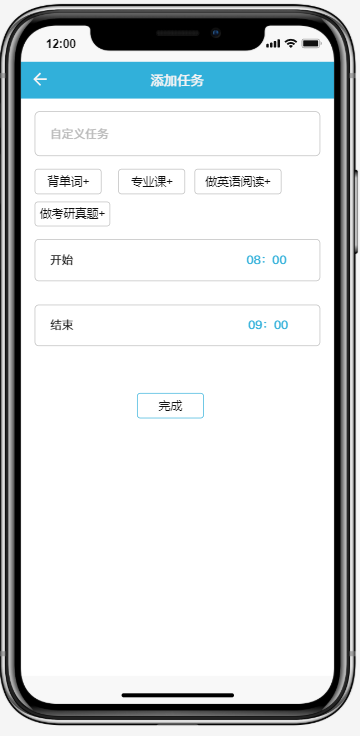 12:00
添加任务
自定义任务
背单词+ 专业课+ 做英语阅读+
做考研真题+
开始 08：00
结束 09：00
完成